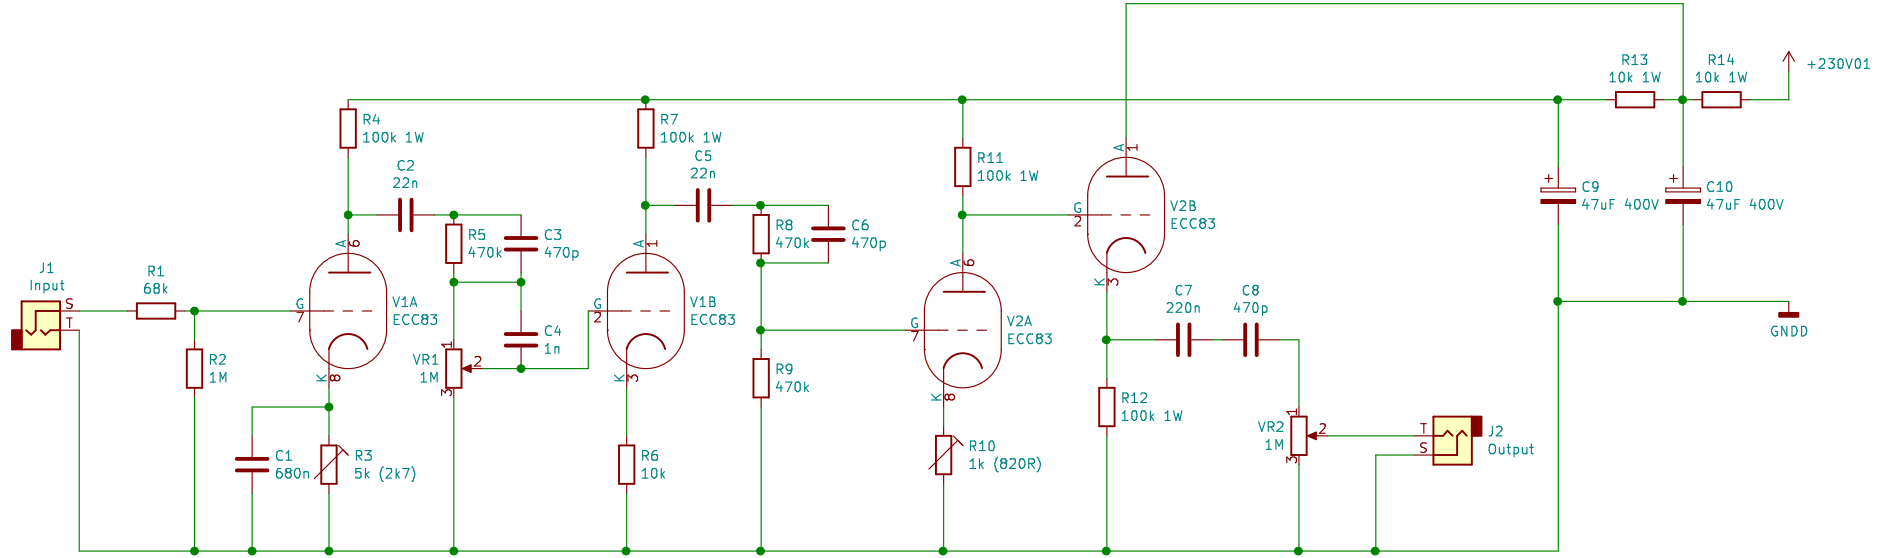 J1
Input
S
T
R1
68k
R2
1M
R4
100k 1W
C2
22n
A
6
G
7
V1A
ECC83
K
8
C1
680n
R3
5k (2k7)
R5
470k
C3
470p
C4
1n
VR1
1M
1
2
3
R7
100k 1W
C5
22n
A
1
G
2
V1B
ECC83
K
3
R6
10k
R8
470k
C6
470p
R9
470k
R11
100k 1W
A
6
G
7
V2A
ECC83
K
8
R10
1k (820R)
A
1
G
2
V2B
ECC83
K
3
C7
220n
C8
470p
R12
100k 1W
VR2
1M
1
2
3
T
S
J2
Output
R13
10k 1W
R14
10k 1W
+230V01
+
C9
47uF 400V
+
C10
47uF 400V
GNDD